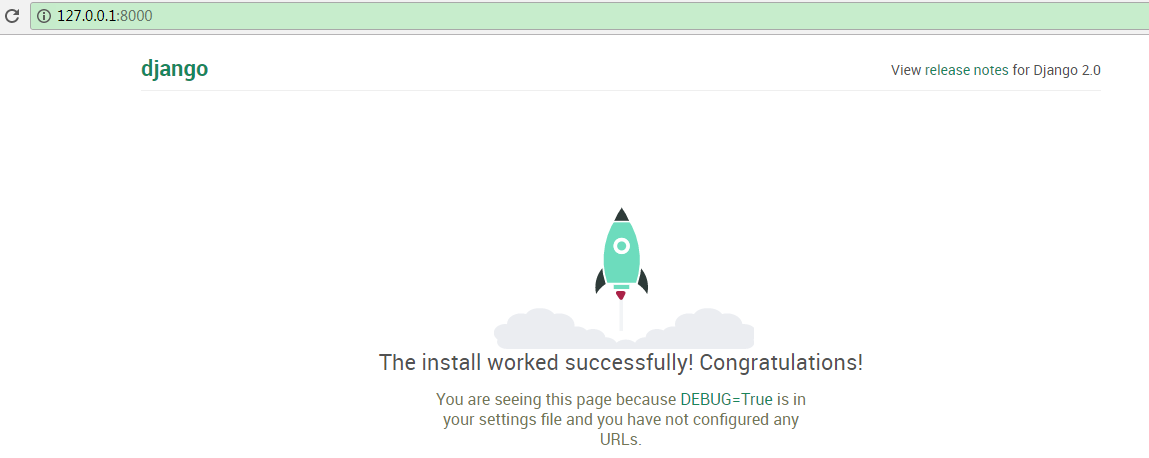 127.0.0.1:8000
django
View release notes for Django 2.0
The install worked successfully! Congratulations!
You are seeing this page because DEBUG=True is in
your settings file and you have not configured any
URLs.